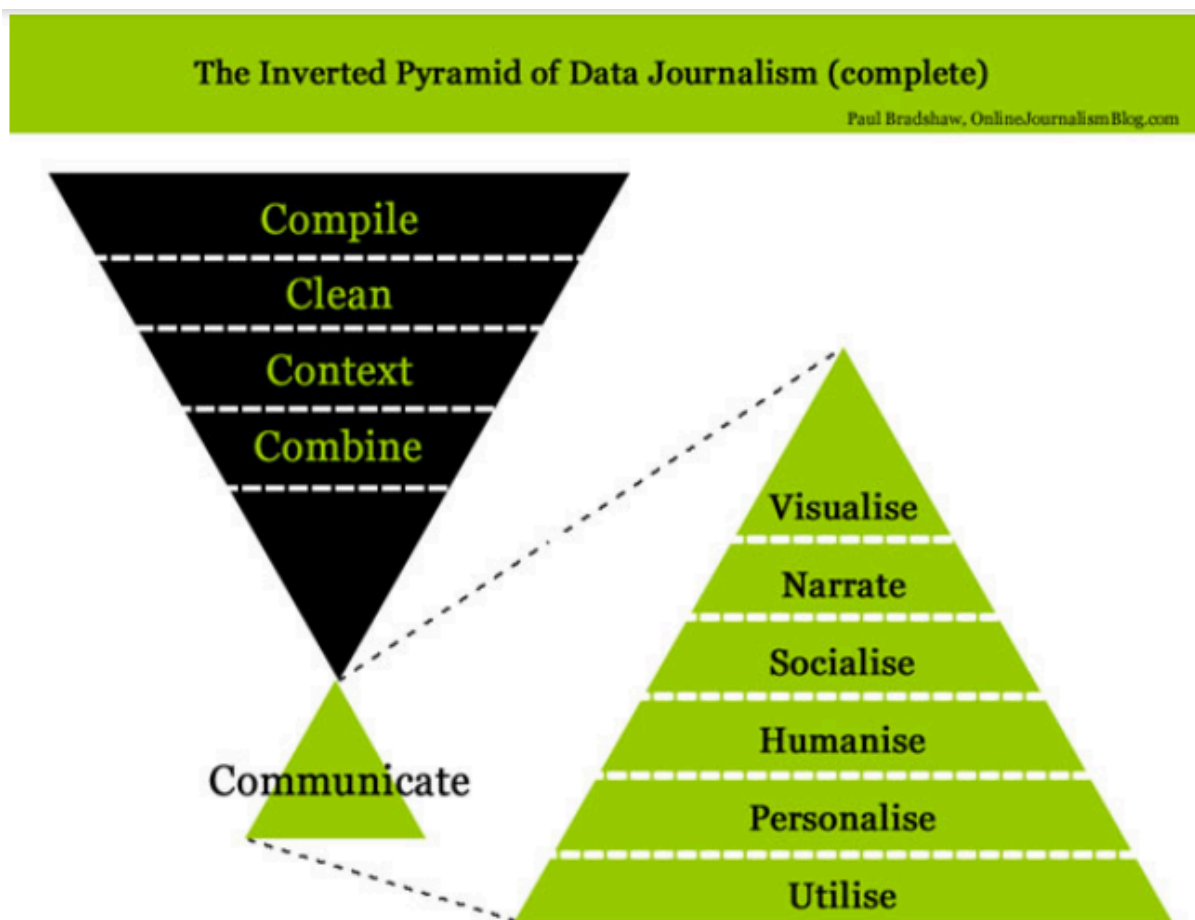 The Inverted Pyramid of Data Journalism (complete)
Paul Bradshaw, OnlineJournalismBlog.com
Compile
Clean
Context
Combine
Communicate
Visualise
Narrate
Socialise
Humanise
Personalise
Utilise